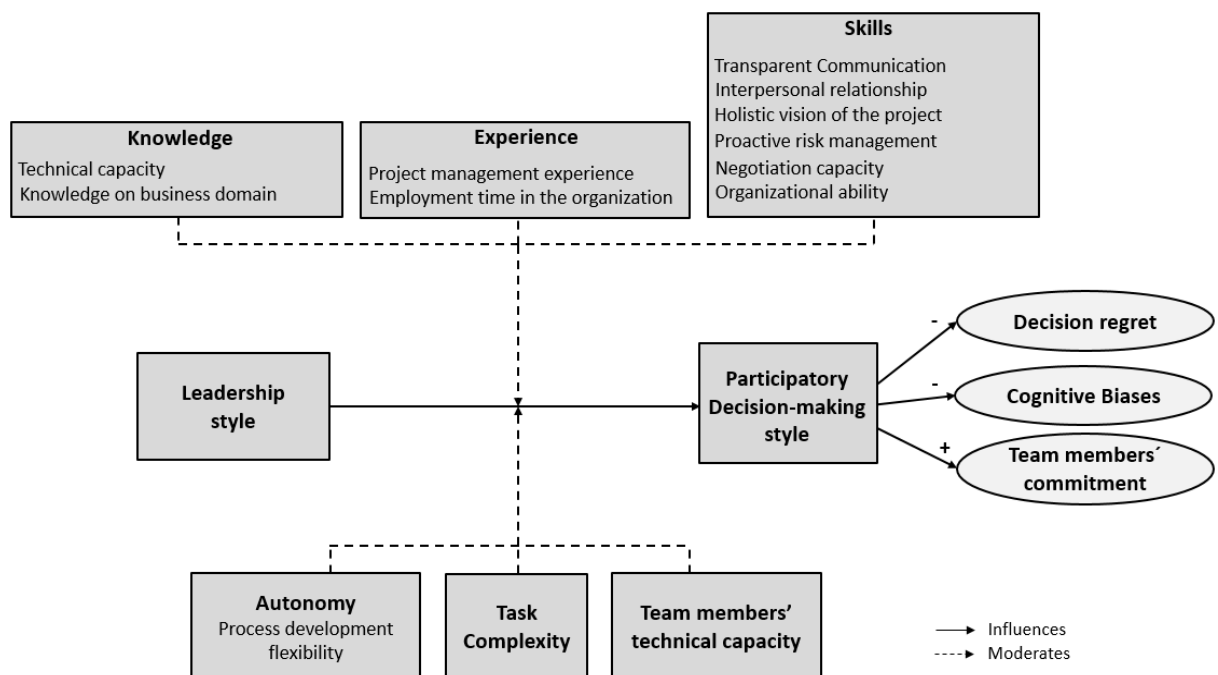 Skills
Transparent Communication
Interpersonal relationship
Holistic vision of the project
Proactive risk management
Negotiation capacity
Organizational ability
Knowledge
Technical capacity
Knowledge on business domain
Experience
Project management experience
Employment time in the organization
Leadership
style
Participatory
Decision-making
style
-
Decision regret
-
Cognitive Biases
+
Team members´
commitment
Autonomy
Process development
flexibility
Task
Complexity
Team members’
technical capacity
Influences
Moderates